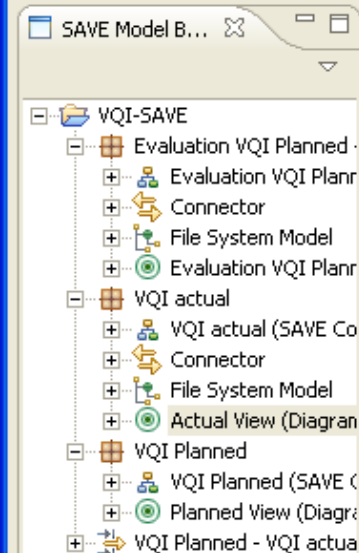 SAVE Model B...
VQI-SAVE
Evaluation VQI Planned -
Evaluation VQI Plann
Connector
File System Model
Evaluation VQI Plann
VQI actual
VQI actual (SAVE Co
Connector
File System Model
Actual View (Diagram
VQI Planned
VQI Planned (SAVE C
Planned View (Diagra
VQI Planned - VQI actua